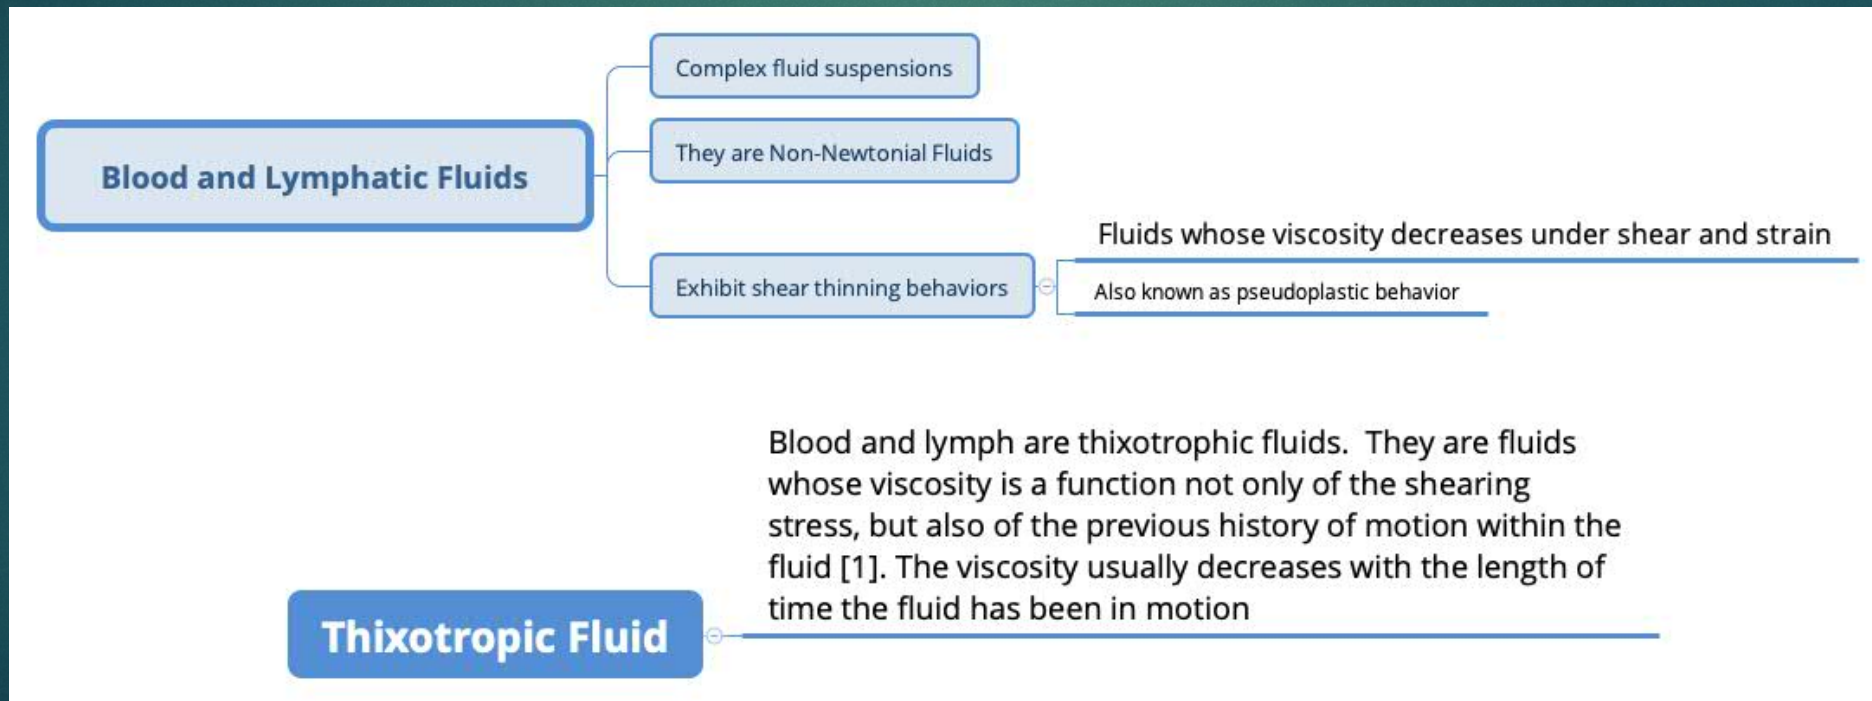 Complex fluid suspensions
Blood and Lymphatic Fluids
They are Non-Newtonial Fluids
Exhibit shear thinning behaviors
Fluids whose viscosity decreases under shear and strain
Also known as pseudoplastic behavior
Thixotropic Fluid
Blood and lymph are thixotrophic fluids. They are fluids
whose viscosity is a function not only of the shearing
stress, but also of the previous history of motion within the
fluid [1]. The viscosity usually decreases with the length of
time the fluid has been in motion